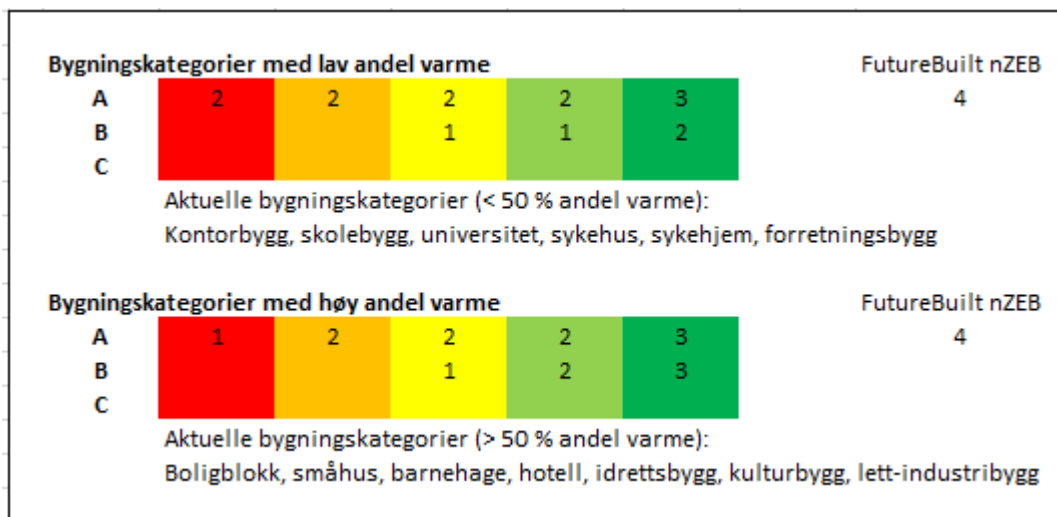 Bygningskategorier med lav andel varme FutureBuilt nZEB
A 2 2 2 2 3 4
B 1 1 2
C
Aktuelle bygningskategorier (< 50 % andel varme):
Kontorbygg, skolebygg, universitet, sykehus, sykehjem, forretningsbygg
Bygningskategorier med høy andel varme FutureBuilt nZEB
A 1 2 2 2 3 4
B 1 2 3
C
Aktuelle bygningskategorier (> 50 % andel varme):
Boligblokk, småhus, barnehage, hotell, idrettsbygg, kulturbygg, lett-industribygg